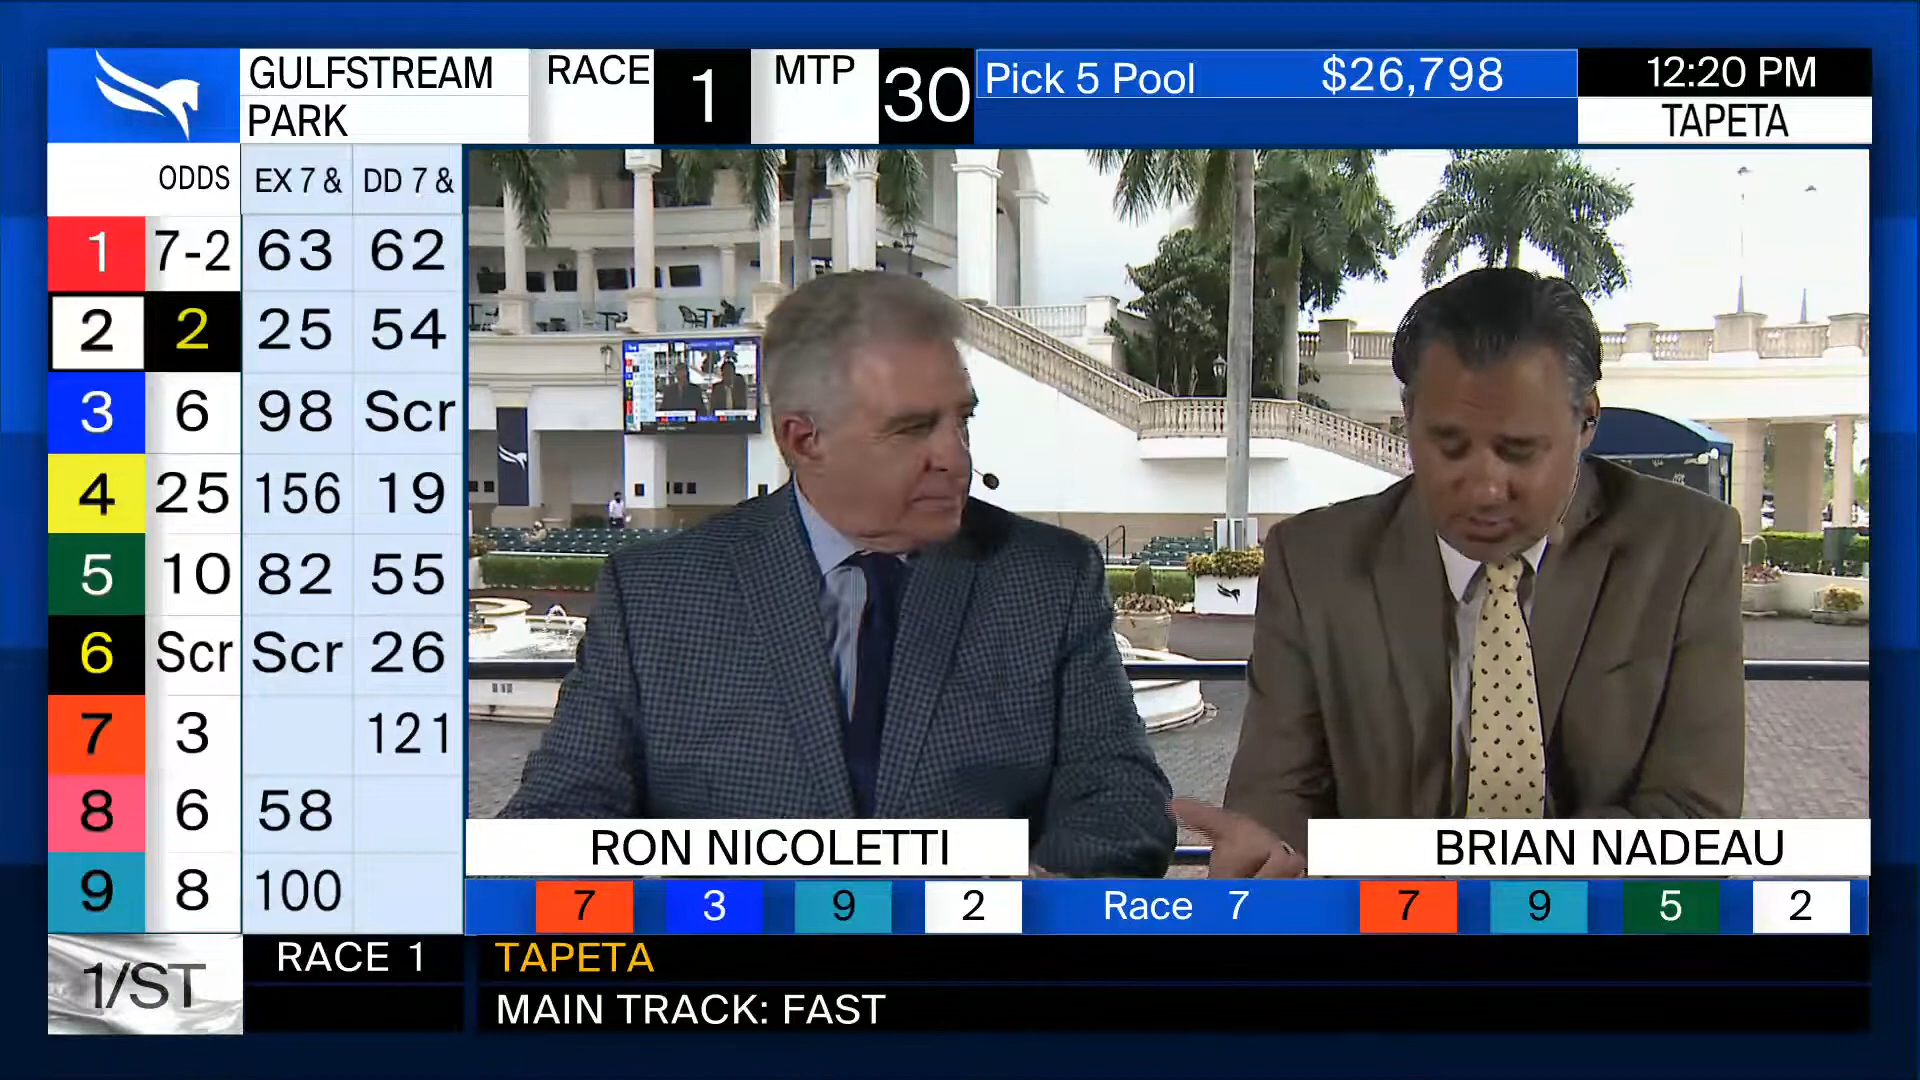 GULFSTREAM PARK
RACE 1
MTP 30
Pick 5 Pool $26,798
12:20 PM
TAPETA
ODDS EX 7 & DD 7 &
1 7-2 63 62
2 2 25 54
3 6 98 Scr
4 25 156 19
5 10 82 55
6 Scr Scr 26
7 3 121
8 6 58
9 8 100
RON NICOLETTI
BRIAN NADEAU
7 3 9 2 Race 7 7 9 5 2
1/ST
RACE 1
TAPETA
MAIN TRACK: FAST